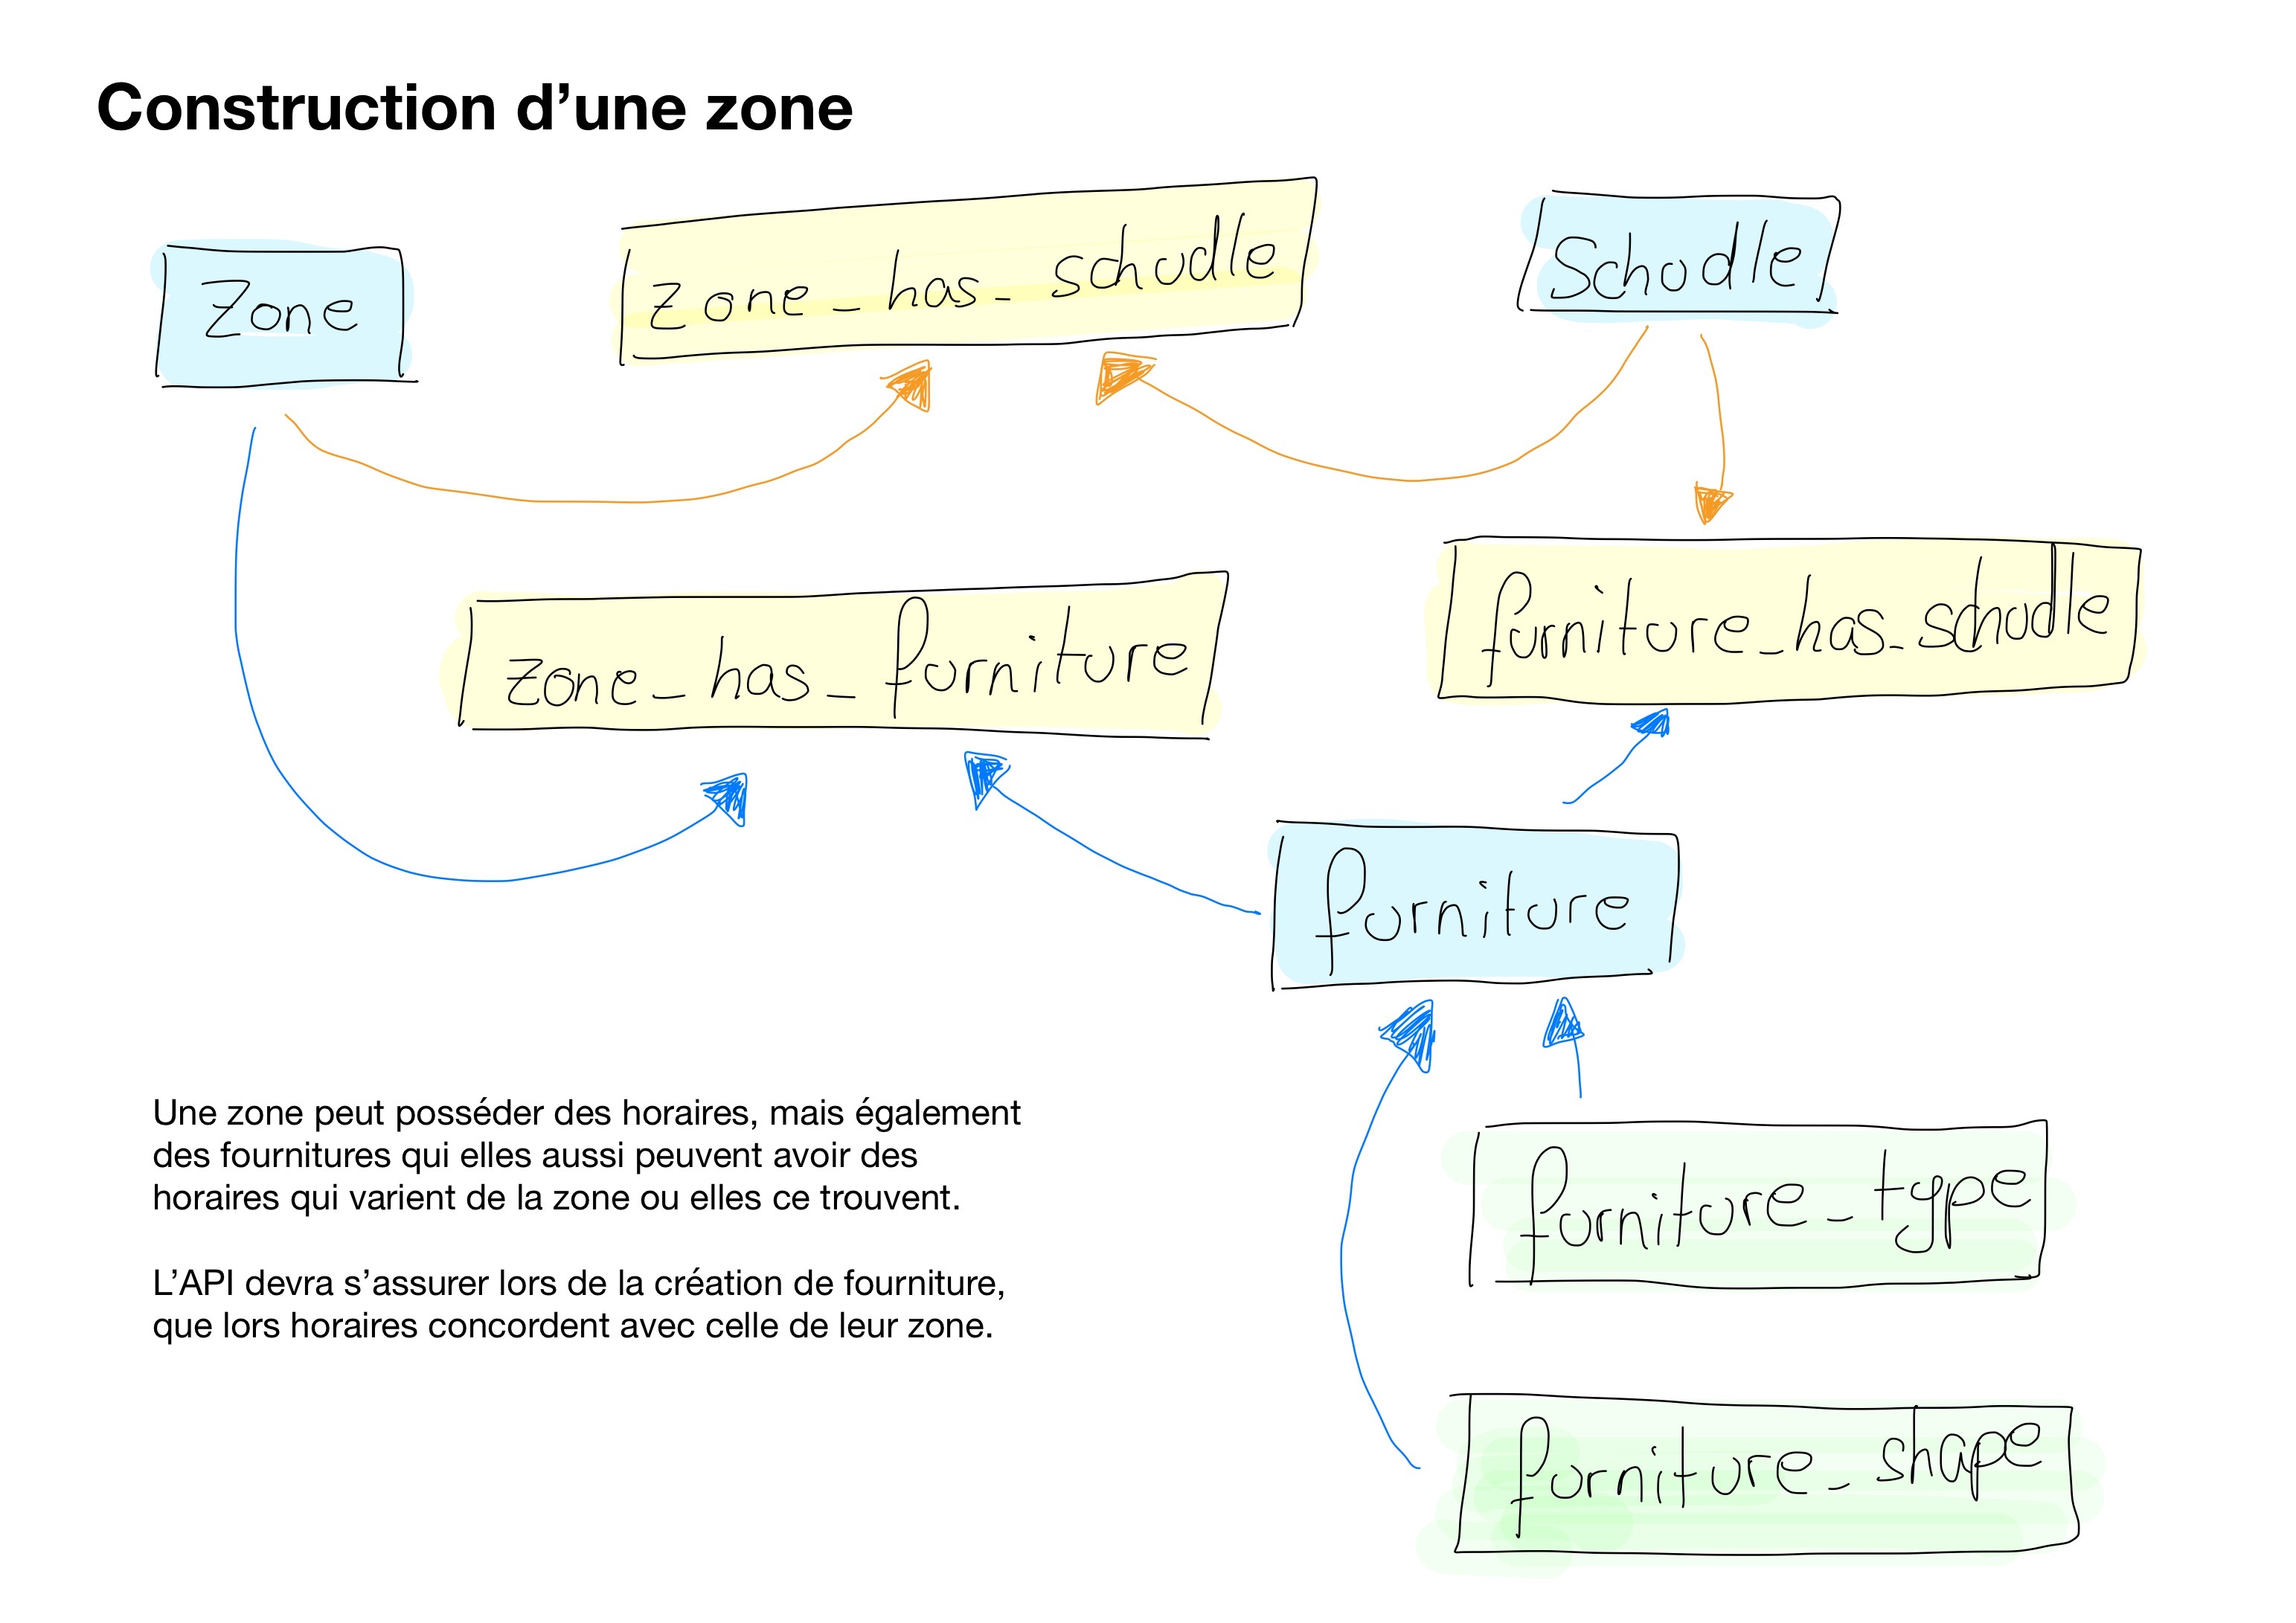 Construction d’une zone
zone_has_schudle
Schudle
Zone
furniture_has_schudle
zone_has_furniture
furniture
Une zone peut posséder des horaires, mais également
des fournitures qui elles aussi peuvent avoir des
horaires qui varient de la zone ou elles ce trouvent.
L’API devra s’assurer lors de la création de fourniture,
que lors horaires concordent avec celle de leur zone.
furniture_type
furniture_shape